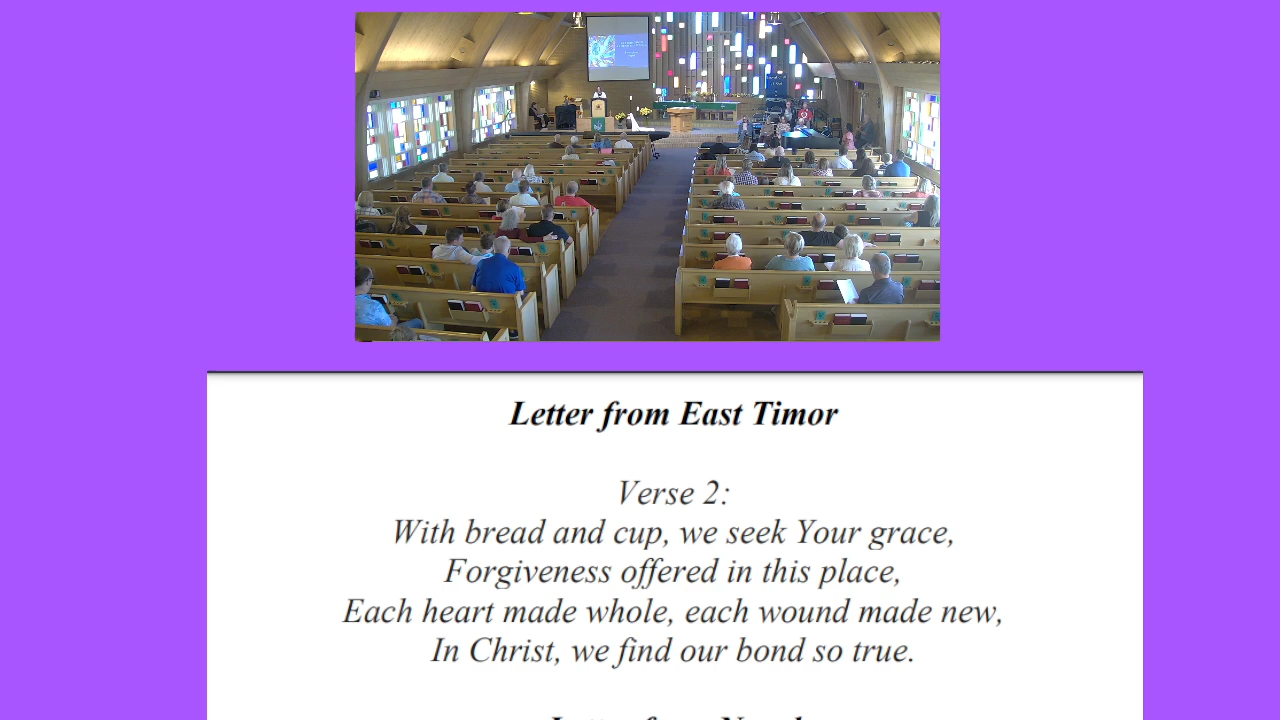 Letter from East Timor
Verse 2:
With bread and cup, we seek Your grace,
Forgiveness offered in this place,
Each heart made whole, each wound made new,
In Christ, we find our bond so true.